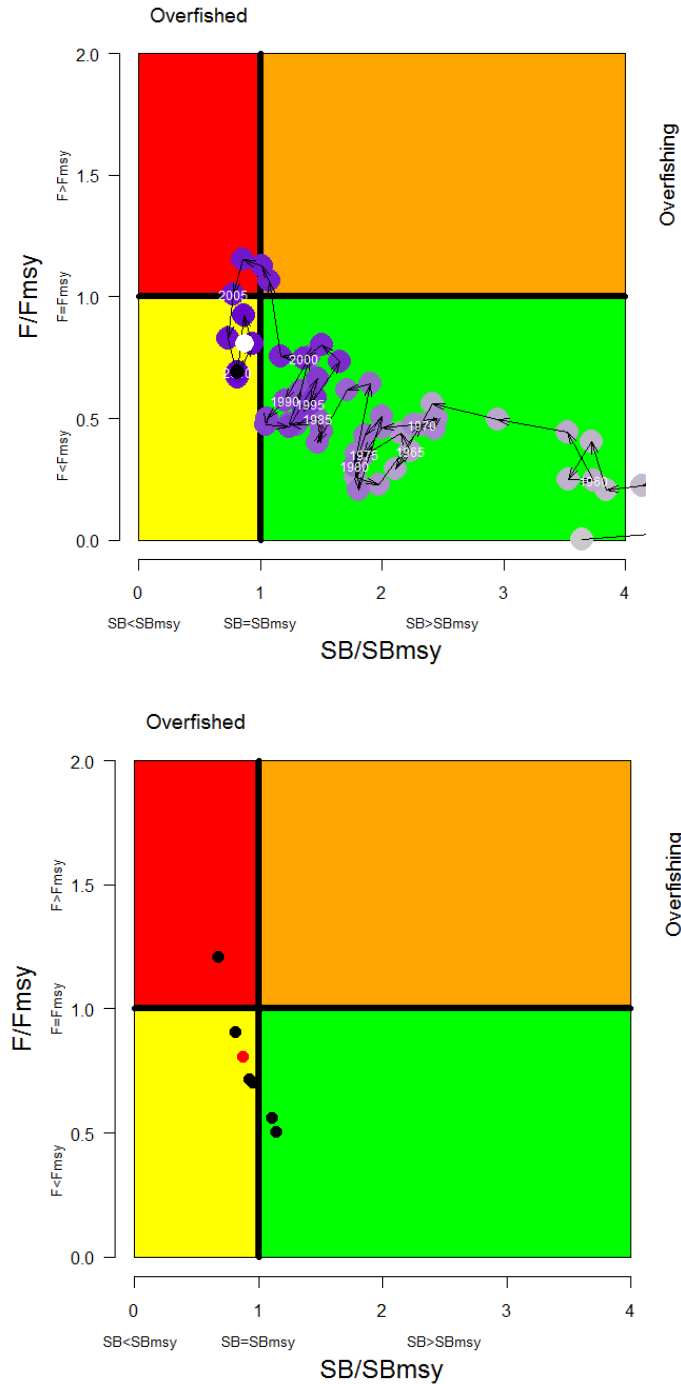 Overfished
2.0
1.5
1.0
0.5
0.0
F/Fmsy
F>Fmsy
F=Fmsy
F<Fmsy
Overfishing
2005
2000
1990
1995
1985
1970
1975
1965
1980
1960
0 1 2 3 4
SB<SBmsy SB=SBmsy SB>SBmsy
SB/SBmsy
Overfished
2.0
1.5
1.0
0.5
0.0
F/Fmsy
F>Fmsy
F=Fmsy
F<Fmsy
Overfishing
0 1 2 3 4
SB<SBmsy SB=SBmsy SB>SBmsy
SB/SBmsy